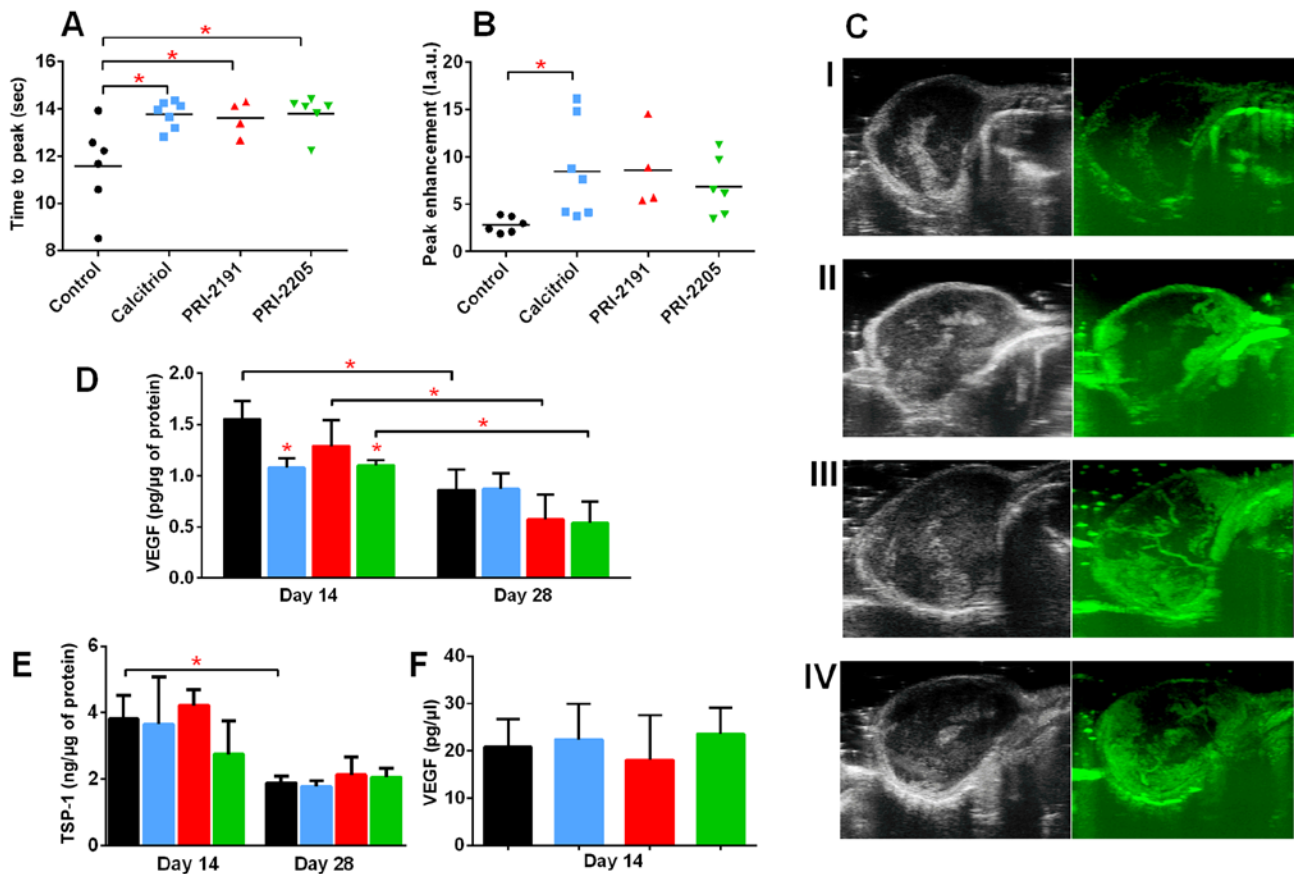 A
Time to peak (sec)
16
14
12
10
8
*
*
*
Control
Calcitriol
PRI-2191
PRI-2205
B
Peak enhancement (l.a.u.)
20
15
10
5
0
*
Control
Calcitriol
PRI-2191
PRI-2205
C
I
II
III
IV
D
VEGF (pg/µg of protein)
2.0
1.5
1.0
0.5
0.0
*
*
*
*
*
Day 14
Day 28
E
TSP-1 (ng/µg of protein)
6
4
2
0
*
Day 14
Day 28
F
VEGF (pg/µl)
40
30
20
10
0
Day 14